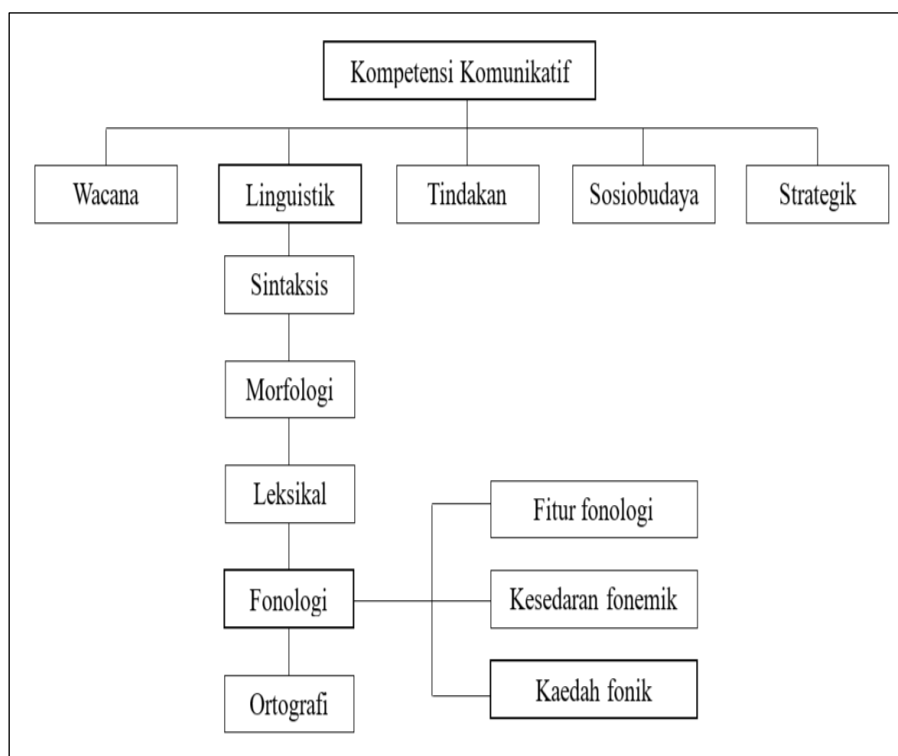 Kompetensi Komunikatif
Wacana
Linguistik
Tindakan
Sosiobudaya
Strategik
Sintaksis
Morfologi
Leksikal
Fonologi
Ortografi
Fitur fonologi
Kesedaran fonemik
Kaedah fonik